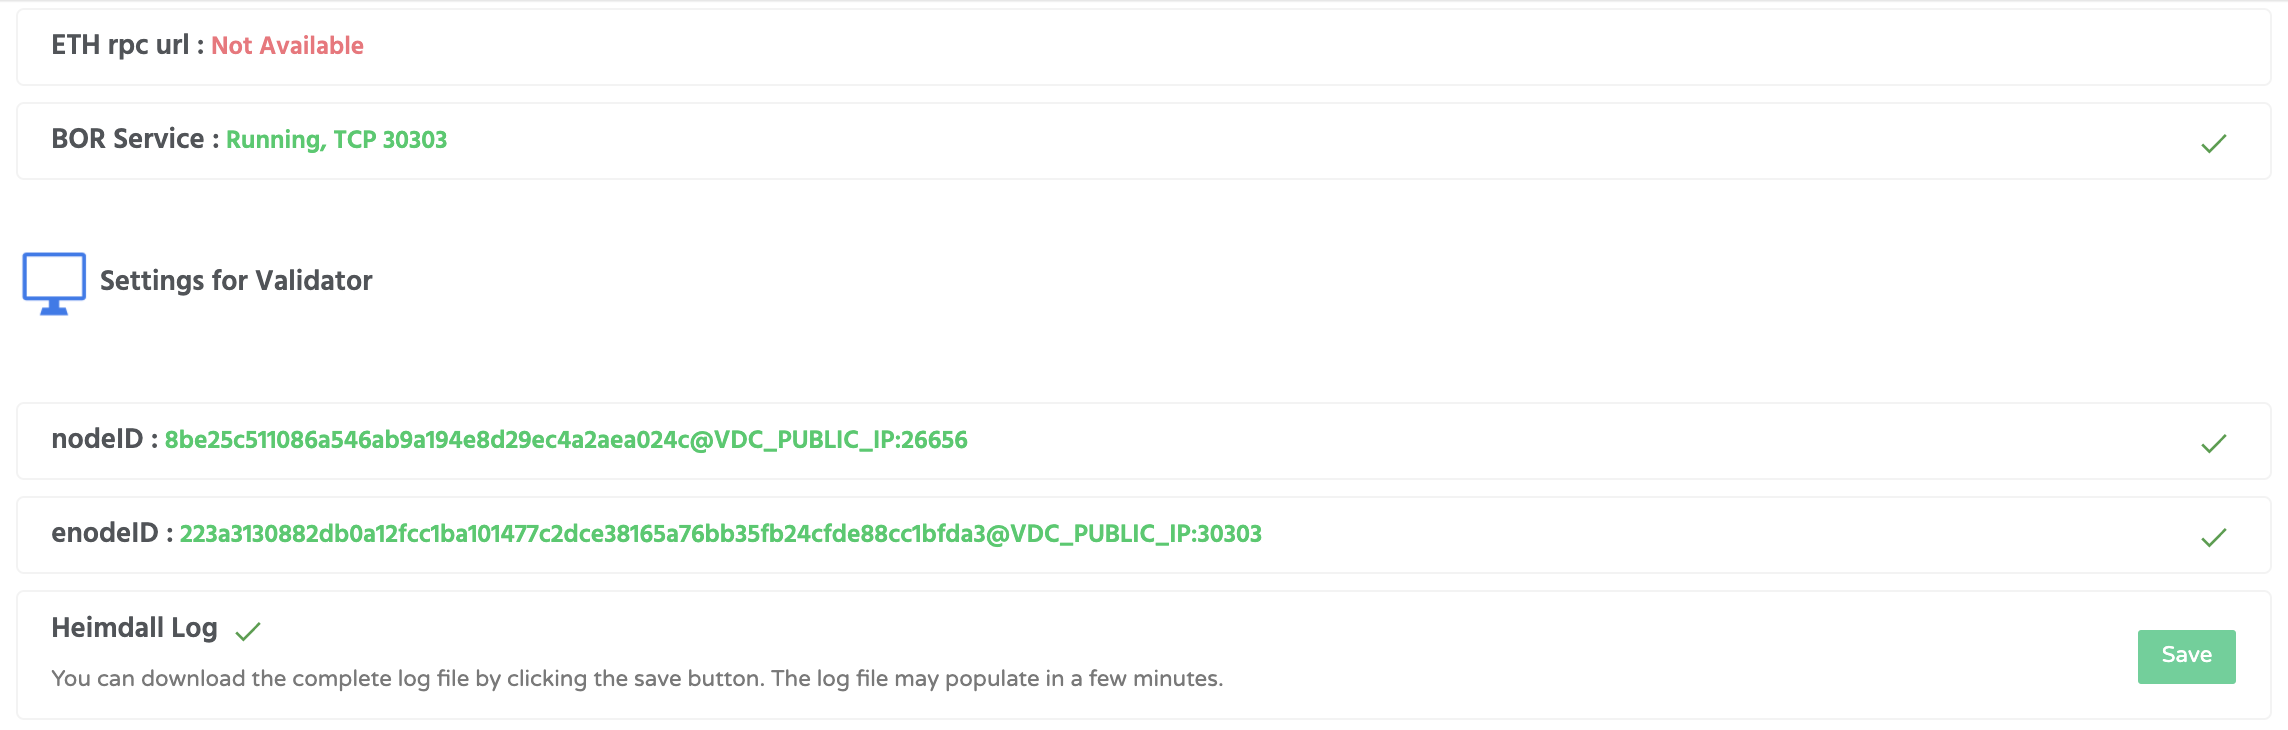 ETH rpc url : Not Available
BOR Service : Running, TCP 30303
Settings for Validator
nodeID : 8be25c511086a546ab9a194e8d29ec4a2aea024c@VDC_PUBLIC_IP:26656
enodeID : 223a3130882db0a12fcc1ba101477c2dce38165a76bb35fb24cfde88cc1bfda3@VDC_PUBLIC_IP:30303
Heimdall Log
You can download the complete log file by clicking the save button. The log file may populate in a few minutes.
Save